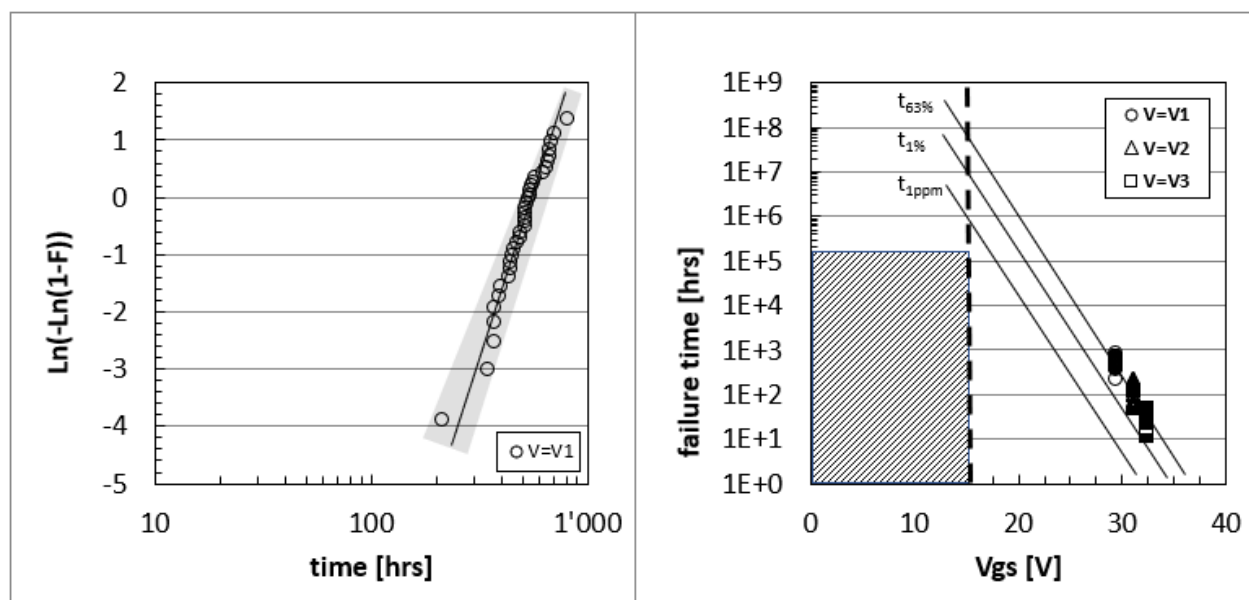 2
1
0
-1
-2
-3
-4
-5
Ln(-Ln(1-F))
V=V1
10
100
1'000
time [hrs]
1E+9
1E+8
1E+7
1E+6
1E+5
1E+4
1E+3
1E+2
1E+1
1E+0
failure time [hrs]
t63%
t1%
t1ppm
V=V1
V=V2
V=V3
0
10
20
30
40
Vgs [V]